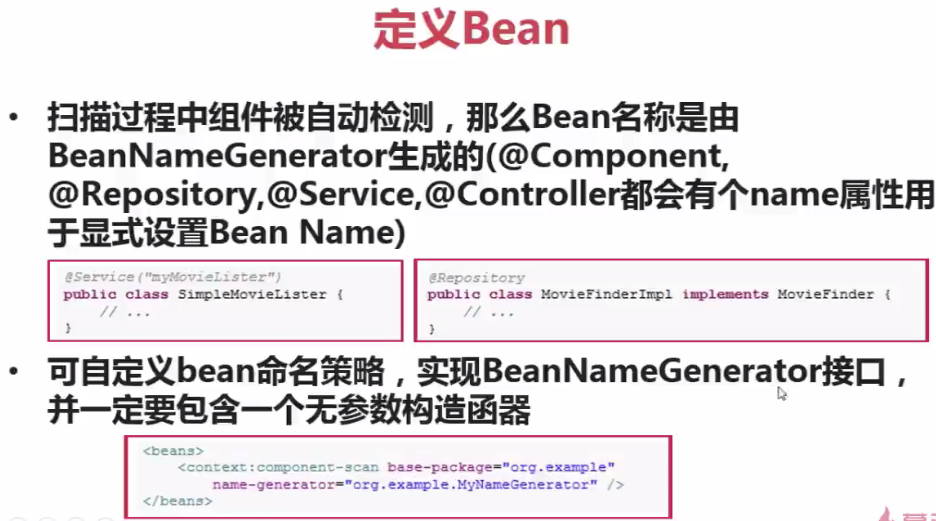 定义Bean
• 扫描过程中组件被自动检测，那么Bean名称是由
BeanNameGenerator生成的(@Component,
@Repository,@Service,@Controller都会有个name属性用
于显式设置Bean Name)
@Service("myMovieLister")
public class SimpleMovieLister {
// ...
}
@Repository
public class MovieFinderImpl implements MovieFinder {
// ...
}
• 可自定义bean命名策略，实现BeanNameGenerator接口，
并一定要包含一个无参数构造函器
<beans>
<context:component-scan base-package="org.example"
name-generator="org.example.MyNameGenerator" />
</beans>